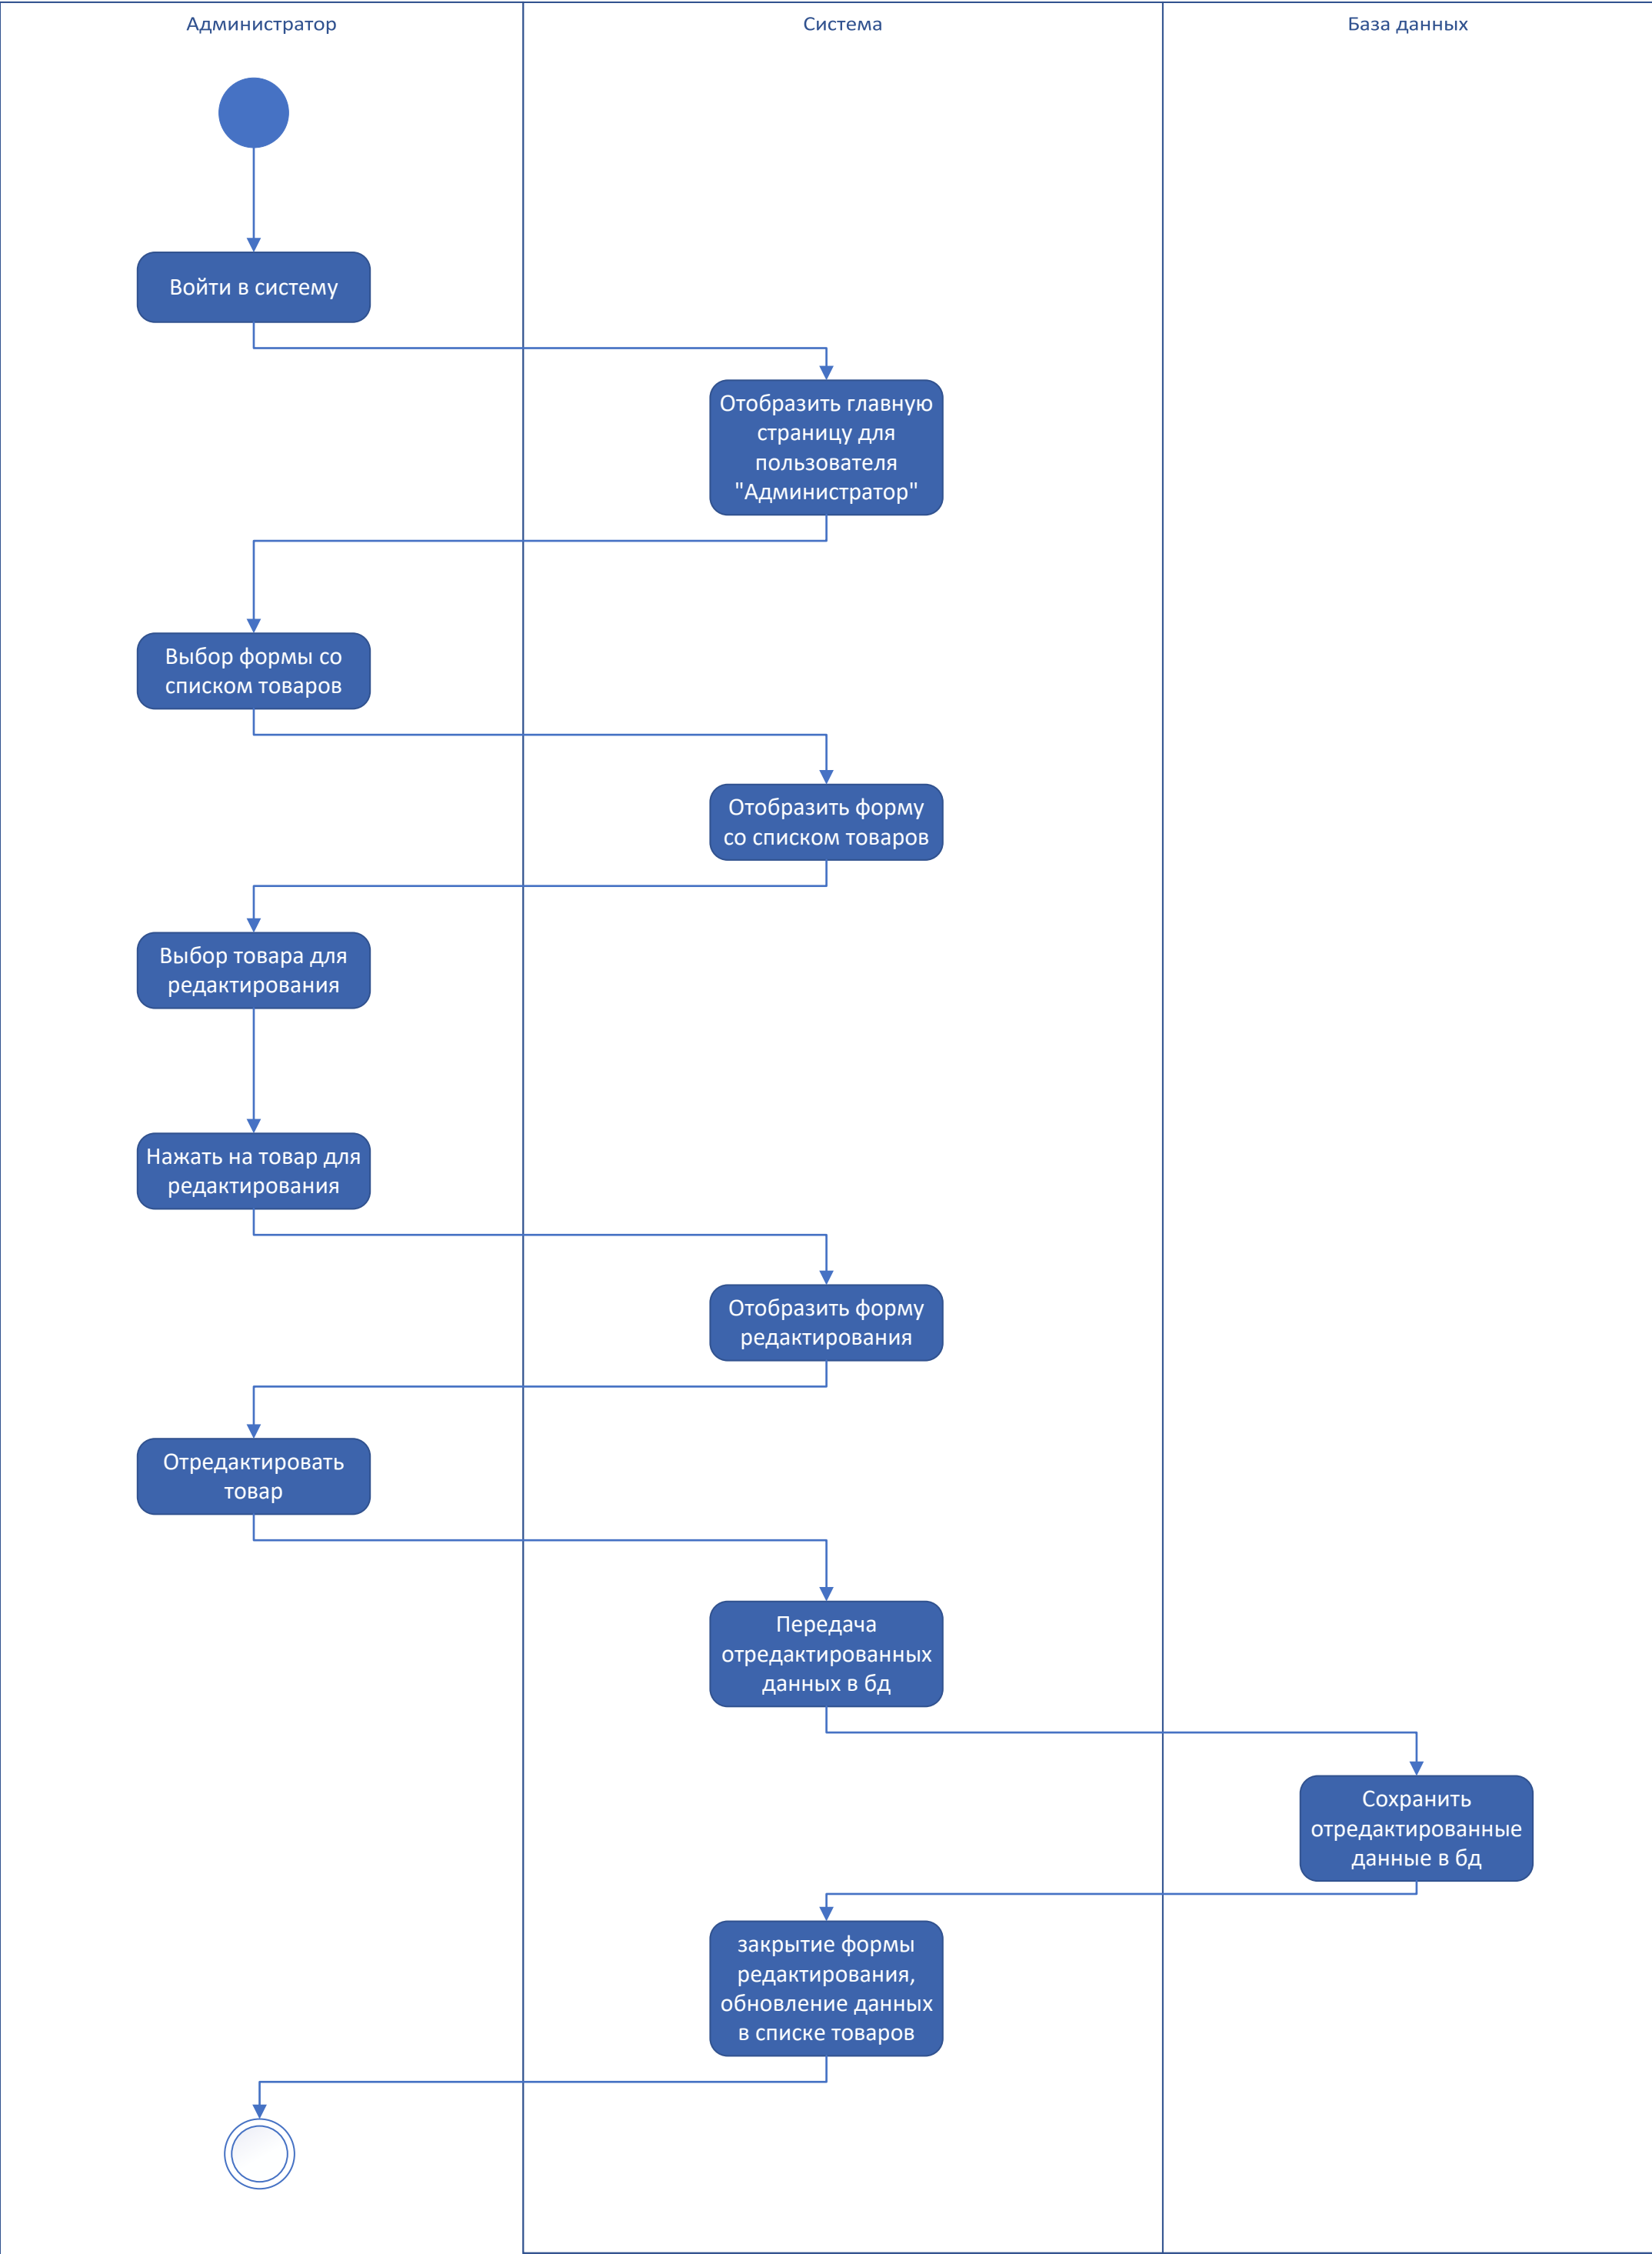 Администратор
Система
База данных
Войти в систему
Отобразить главную
страницу для
пользователя
"Администратор"
Выбор формы со
списком товаров
Отобразить форму
со списком товаров
Выбор товара для
редактирования
Нажать на товар для
редактирования
Отобразить форму
редактирования
Отредактировать
товар
Передача
отредактированных
данных в бд
Сохранить
отредактированные
данные в бд
закрытие формы
редактирования,
обновление данных
в списке товаров